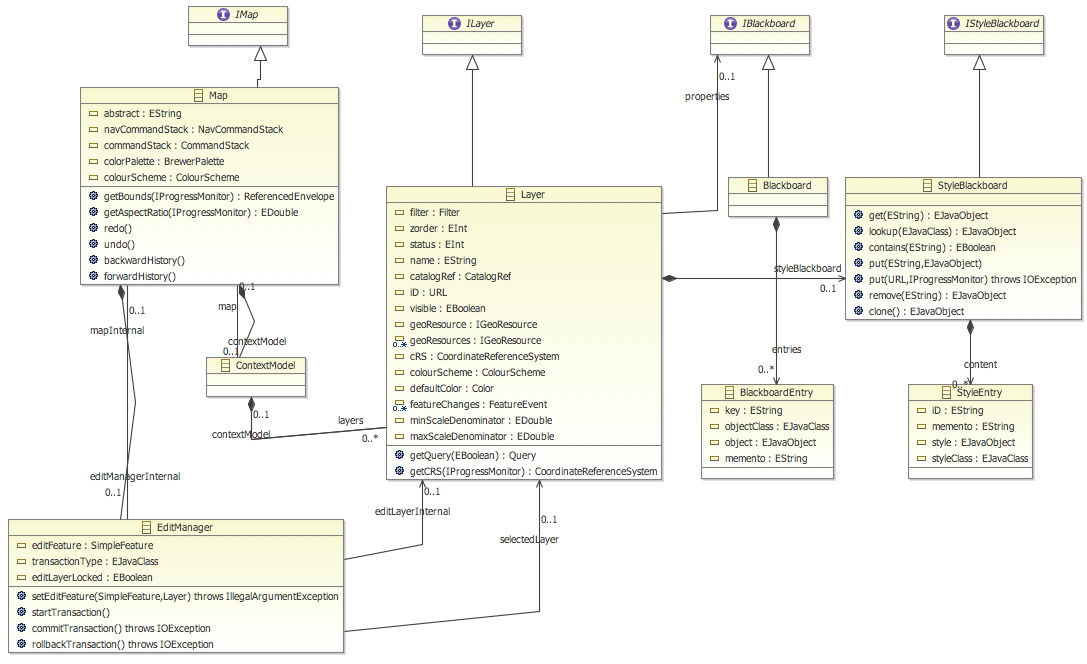 IMap
ILayer
IBlackboard
IStyleBlackboard
0..1
properties
Map
abstract : EString
navCommandStack : NavCommandStack
commandStack : CommandStack
colorPalette : BrewerPalette
colourScheme : ColourScheme
getBounds(IProgressMonitor) : ReferencedEnvelope
getAspectRatio(IProgressMonitor) : EDouble
redo()
undo()
backwardHistory()
forwardHistory()
Layer
filter : Filter
zorder : EInt
status : EInt
name : EString
catalogRef : CatalogRef
iD : URL
visible : EBoolean
geoResource : IGeoResource
0..* geoResources : IGeoResource
cRS : CoordinateReferenceSystem
colourScheme : ColourScheme
defaultColor : Color
0..* featureChanges : FeatureEvent
minScaleDenominator : EDouble
maxScaleDenominator : EDouble
getQuery(EBoolean) : Query
getCRS(IProgressMonitor) : CoordinateReferenceSystem
Blackboard
StyleBlackboard
get(EString) : EJavaObject
lookup(EJavaClass) : EJavaObject
contains(EString) : EBoolean
put(EString,EJavaObject)
put(URL,IProgressMonitor) throws IOException
remove(EString) : EJavaObject
clone() : EJavaObject
styleBlackboard
0..1
0..1
mapInternal
0..1
map
contextModel
0..1
ContextModel
0..1
contextModel
layers
0..*
entries
0..*
content
0..*
BlackboardEntry
key : EString
objectClass : EJavaClass
object : EJavaObject
memento : EString
StyleEntry
iD : EString
memento : EString
style : EJavaObject
styleClass : EJavaClass
editManagerInternal
0..1
0..1
editLayerInternal
0..1
selectedLayer
EditManager
editFeature : SimpleFeature
transactionType : EJavaClass
editLayerLocked : EBoolean
setEditFeature(SimpleFeature,Layer) throws IllegalArgumentException
startTransaction()
commitTransaction() throws IOException
rollbackTransaction() throws IOException